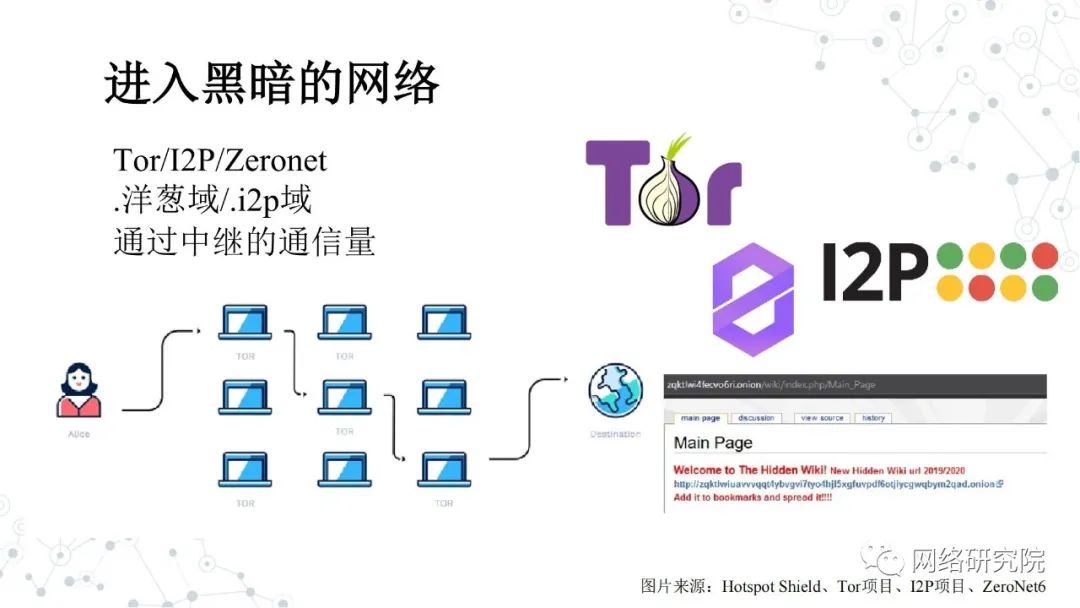 进入黑暗的网络
Tor/I2P/Zeronet
.洋葱域/.i2p域
通过中继的通信量
Tor
I2P
TOR
TOR
Alice
TOR
Destination
TOR
TOR
zqktlwi4fecvo6ri.onion/wiki/index.php/Main_Page
main page
discussion
view source
history
Main Page
Welcome to The Hidden Wiki! New Hidden Wiki url 2019/2020
http://zqktlwiuavvvqqt4ybvgvi7tyo4hjl5xgfuvpdf6otjiycgwqbym2qad.onion
Add it to bookmarks and spread it!!!!
网络研究院
图片来源：Hotspot Shield、Tor项目、I2P项目、ZeroNet6